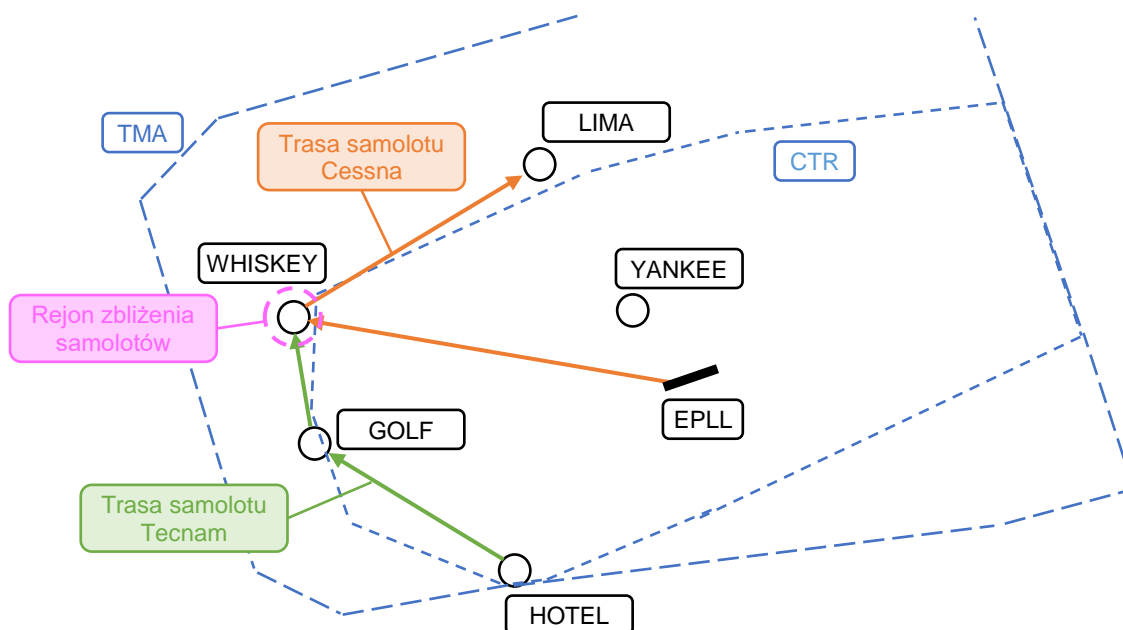 LIMA
TMA
Trasa samolotu
Cessna
CTR
WHISKEY
YANKEE
Rejon zbliżenia
samolotów
EPLL
GOLF
Trasa samolotu
Tecnam
HOTEL